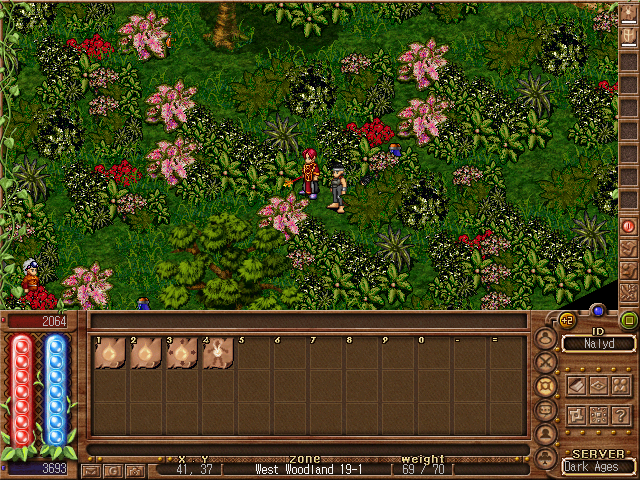 2064
3693
1 2 3 4 5 6 7 8 9 0 - =
X Y ZONE weight
41, 37 [ West Woodland 19-1 [ 69 / 70 ]
+2
ID
Nalyd
G
?
SERVER
Dark Ages